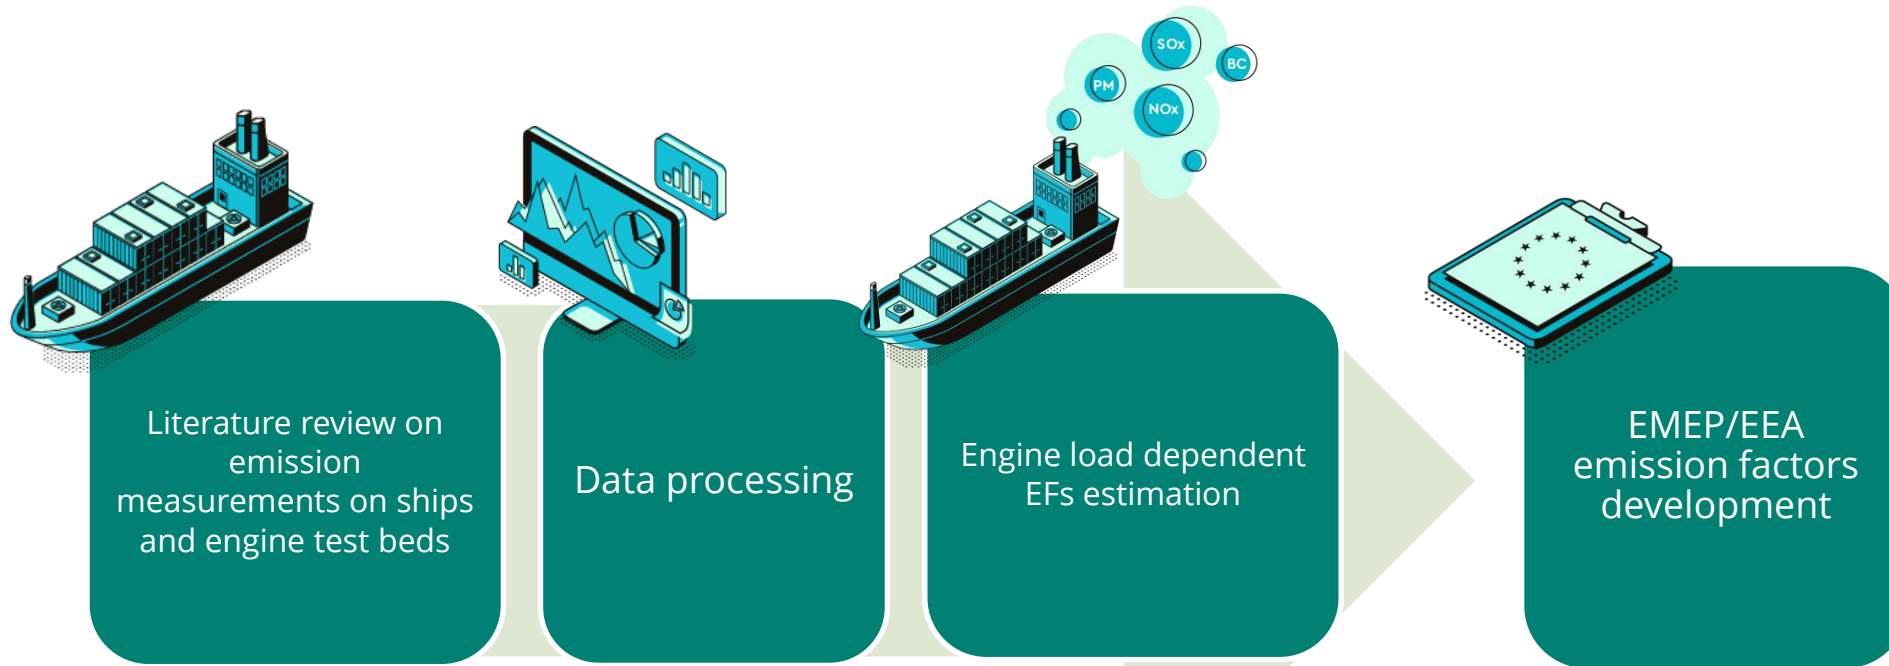 SOx
BC
PM
NOx
Literature review on
emission
measurements on ships
and engine test beds
Data processing
Engine load dependent
EFs estimation
EMEP/EEA
emission factors
development